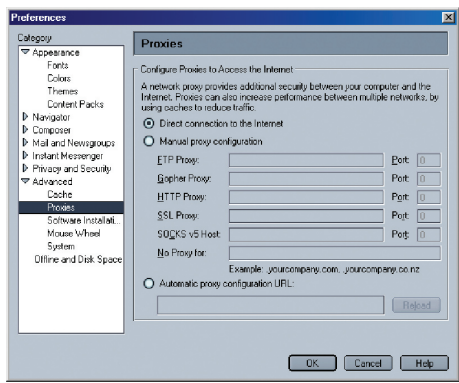 Preferences
Category
Appearance
Fonts
Colors
Themes
Content Packs
Navigator
Composer
Mail and Newsgroups
Instant Messenger
Privacy and Security
Advanced
Cache
Proxies
Software Installati...
Mouse Wheel
System
Offline and Disk Space
Proxies
Configure Proxies to Access the Internet
A network proxy provides additional security between your computer and the
Internet. Proxies can also increase performance between multiple networks, by
using caches to reduce traffic.
Direct connection to the Internet
Manual proxy configuration
FTP Proxy: Port: 0
Gopher Proxy: Port: 0
HTTP Proxy: Port: 0
SSL Proxy: Port: 0
SOCKS v5 Host: Port: 0
No Proxy for:
Example: .yourcompany.com, .yourcompany.co.nz
Automatic proxy configuration URL:
Reload
OK Cancel Help